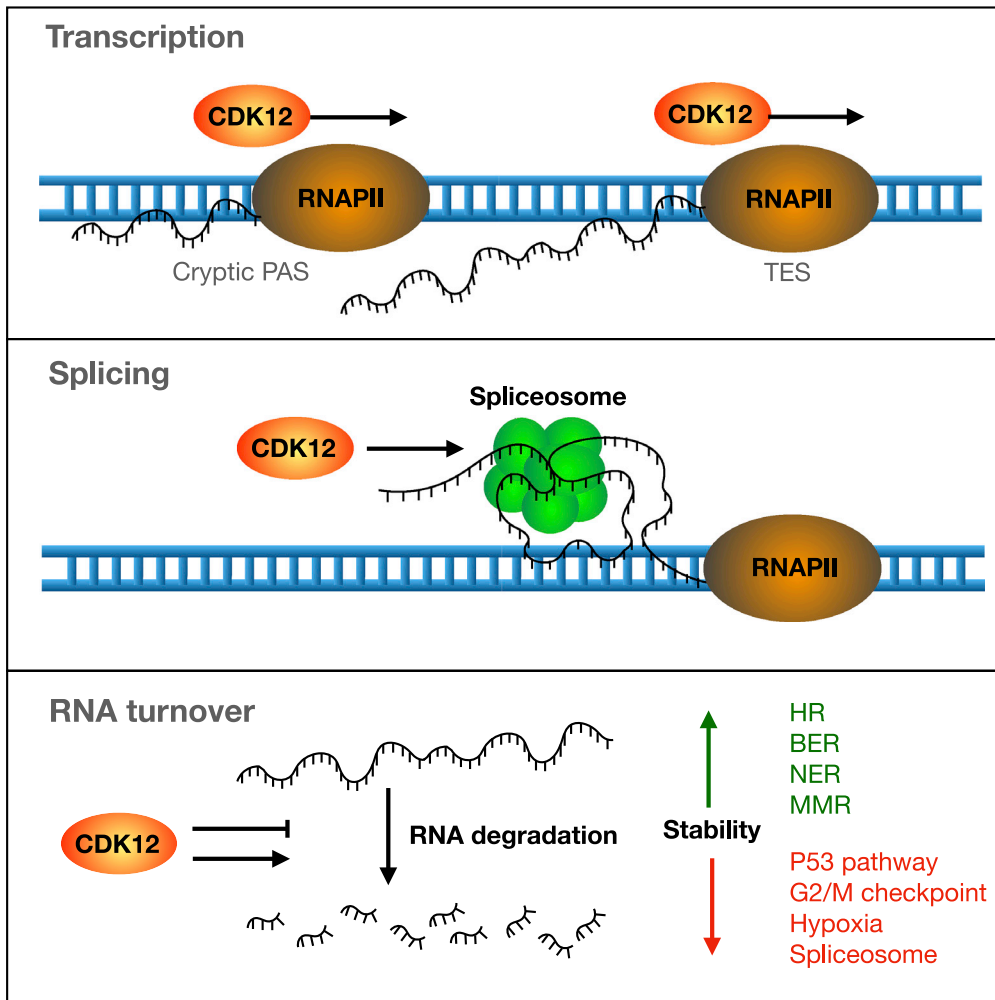 Transcription
CDK12
CDK12
RNAPII
RNAPII
Cryptic PAS
TES
Splicing
Spliceosome
CDK12
RNAPII
RNA turnover
CDK12
RNA degradation
Stability
HR
BER
NER
MMR
P53 pathway
G2/M checkpoint
Hypoxia
Spliceosome